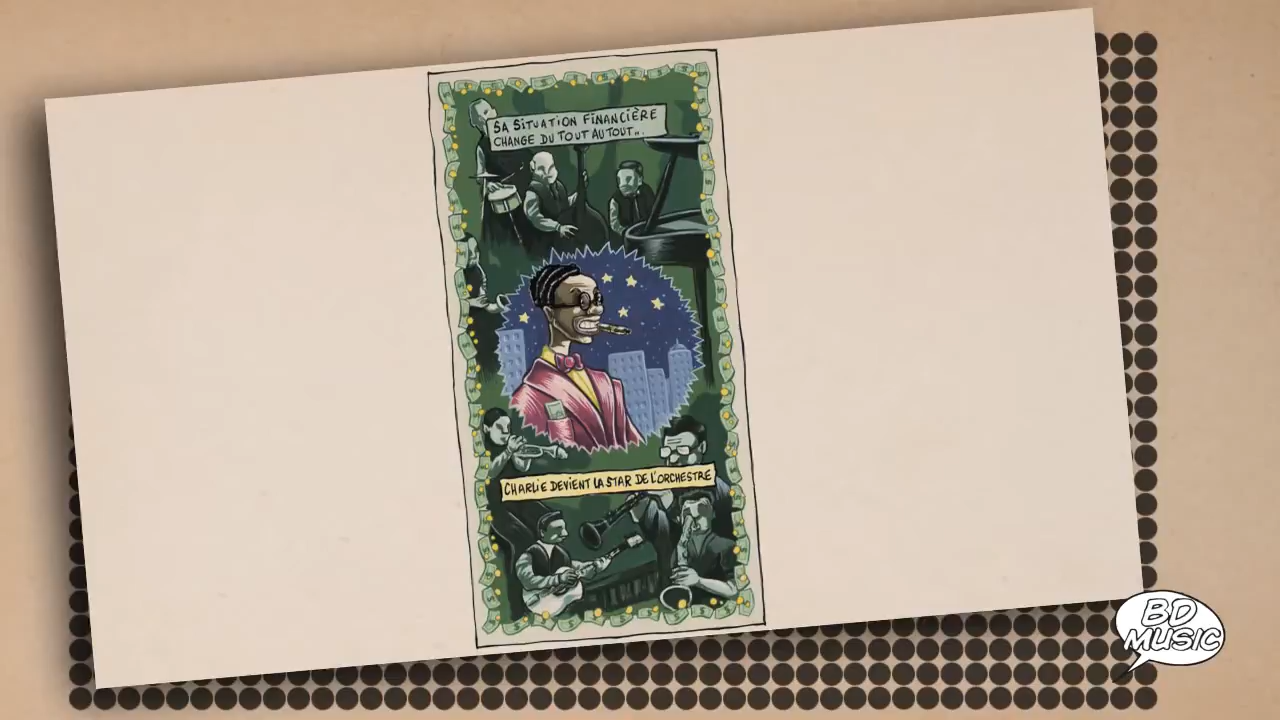 SA SITUATION FINANCIÈRE
CHANGE DU TOUT AU TOUT..
CHARLIE DEVIENT LA STAR DE L'ORCHESTRE
BD
MUSIC